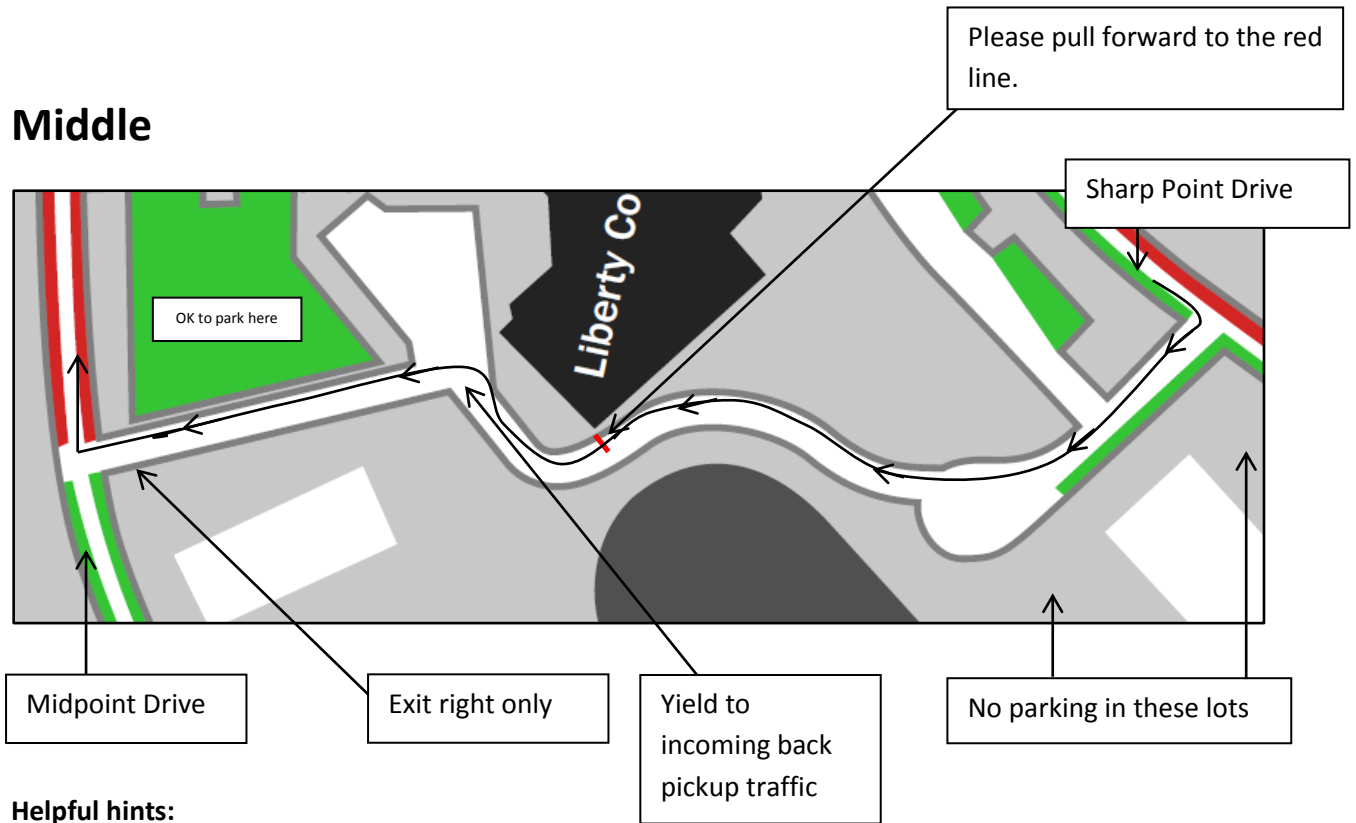 Please pull forward to the red
line.
Middle
Sharp Point Drive
Liberty Co
OK to park here
Midpoint Drive
Exit right only
Yield to
incoming back
pickup traffic
No parking in these lots
Helpful hints: